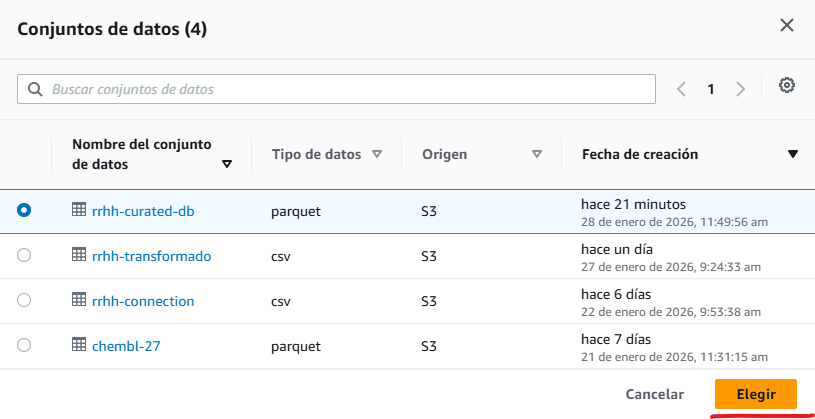 Conjuntos de datos (4)
Buscar conjuntos de datos
1
Nombre del conjunto
de datos
Tipo de datos
Origen
Fecha de creación
rrhh-curated-db
parquet
S3
hace 21 minutos
28 de enero de 2026, 11:49:56 am
rrhh-transformado
csv
S3
hace un día
27 de enero de 2026, 9:24:33 am
rrhh-connection
csv
S3
hace 6 días
22 de enero de 2026, 9:53:38 am
chembl-27
parquet
S3
hace 7 días
21 de enero de 2026, 11:31:15 am
Cancelar
Elegir